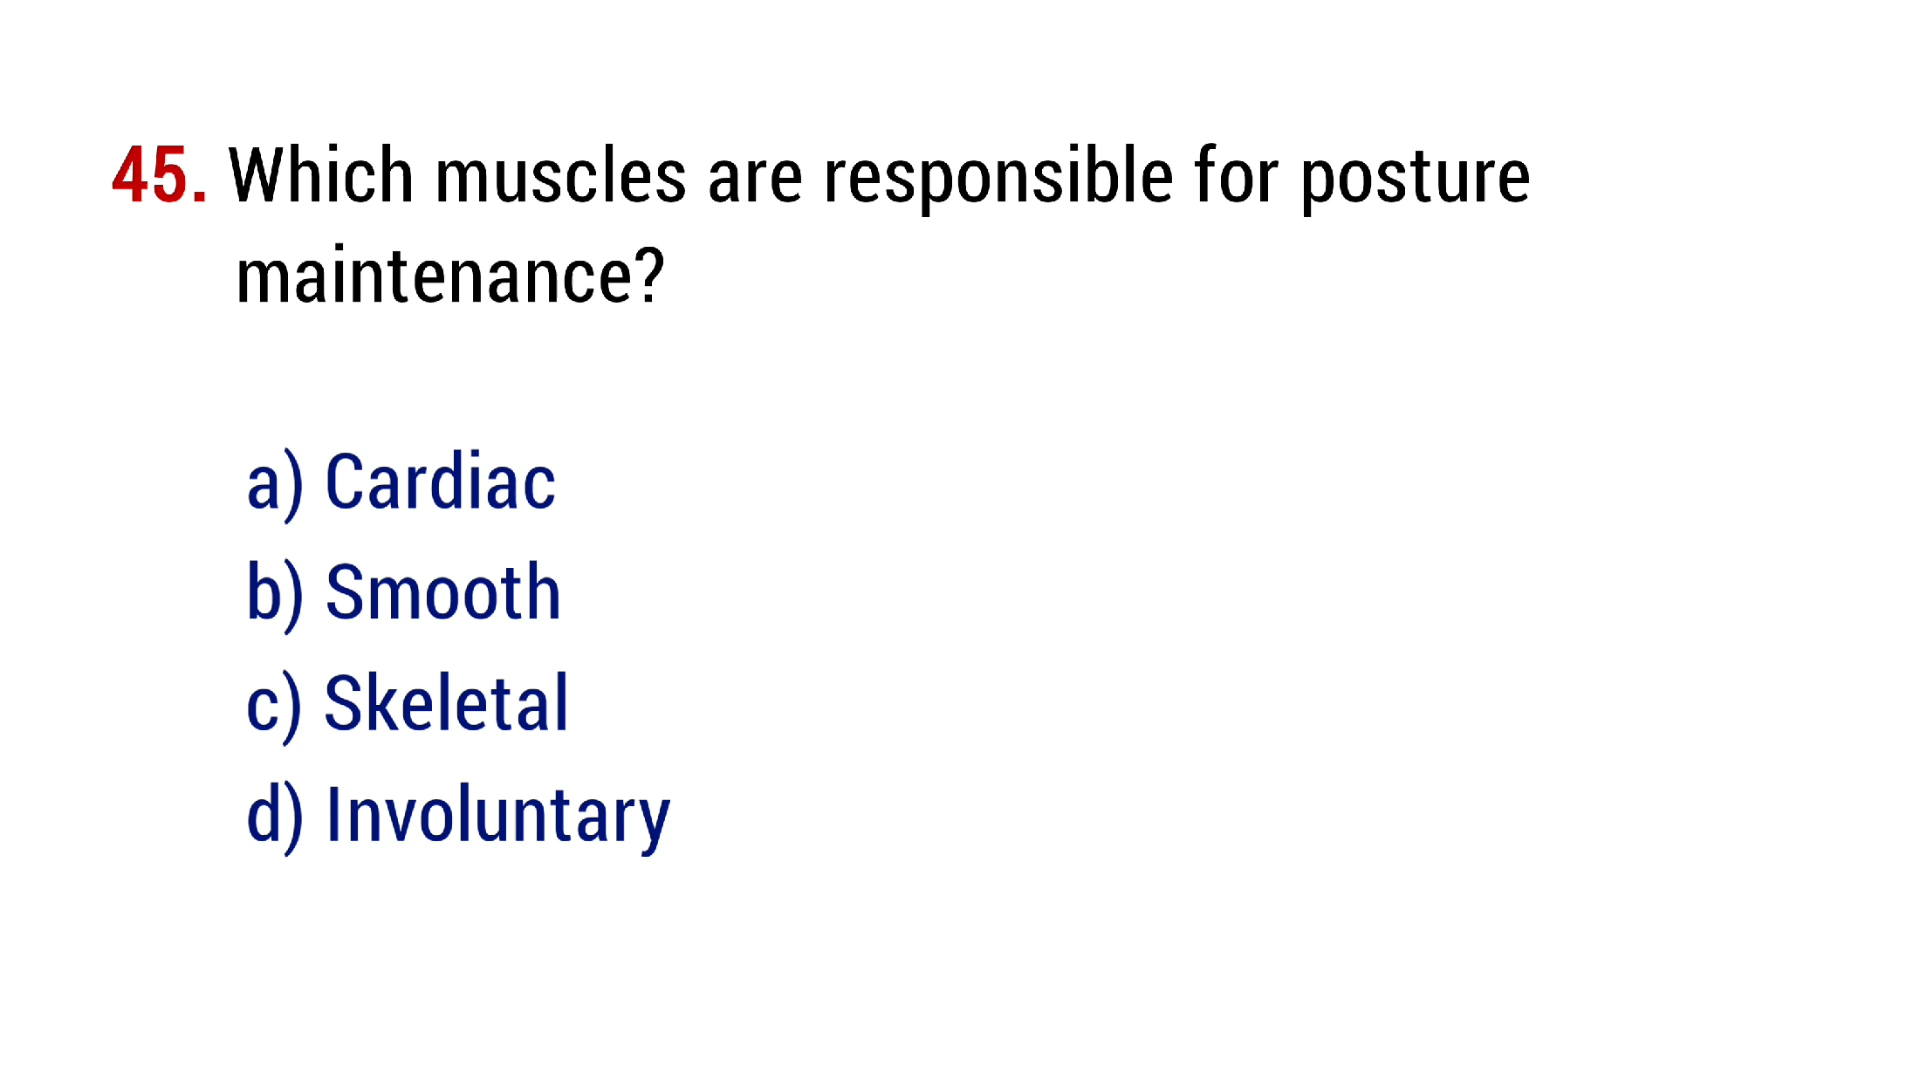 45. Which muscles are responsible for posture
maintenance?
a) Cardiac
b) Smooth
c) Skeletal
d) Involuntary